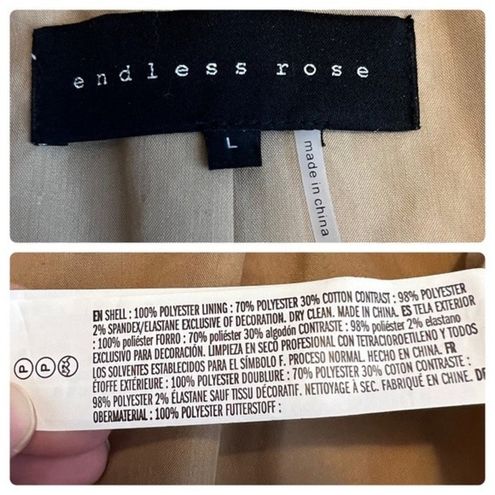 endless rose
L
made in china
EN SHELL : 100% POLYESTER LINING : 70% POLYESTER 30% COTTON CONTRAST : 98% POLYESTER
2% SPANDEX/ELASTANE EXCLUSIVE OF DECORATION. DRY CLEAN. MADE IN CHINA. ES TELA EXTERIOR
: 100% poliéster FORRO : 70% poliéster 30% algodón CONTRASTE : 98% poliéster 2% elastano
EXCLUSIVO PARA DECORACIÓN. LIMPIEZA EN SECO PROFESIONAL CON TETRACLOROETILENO Y TODOS
LOS SOLVENTES ESTABLECIDOS PARA EL SIMBOLO F. PROCESO NORMAL. HECHO EN CHINA. FR
ÉTOFFE EXTÉRIEURE : 100% POLYESTER DOUBLURE : 70% POLYESTER 30% COTON CONTRASTE :
98% POLYESTER 2% ÉLASTANE SAUF TISSU DÉCORATIF. NETTOYAGE À SEC. FABRIQUÉ EN CHINE. DE
OBERMATERIAL : 100% POLYESTER FUTTERSTOFF :
P P